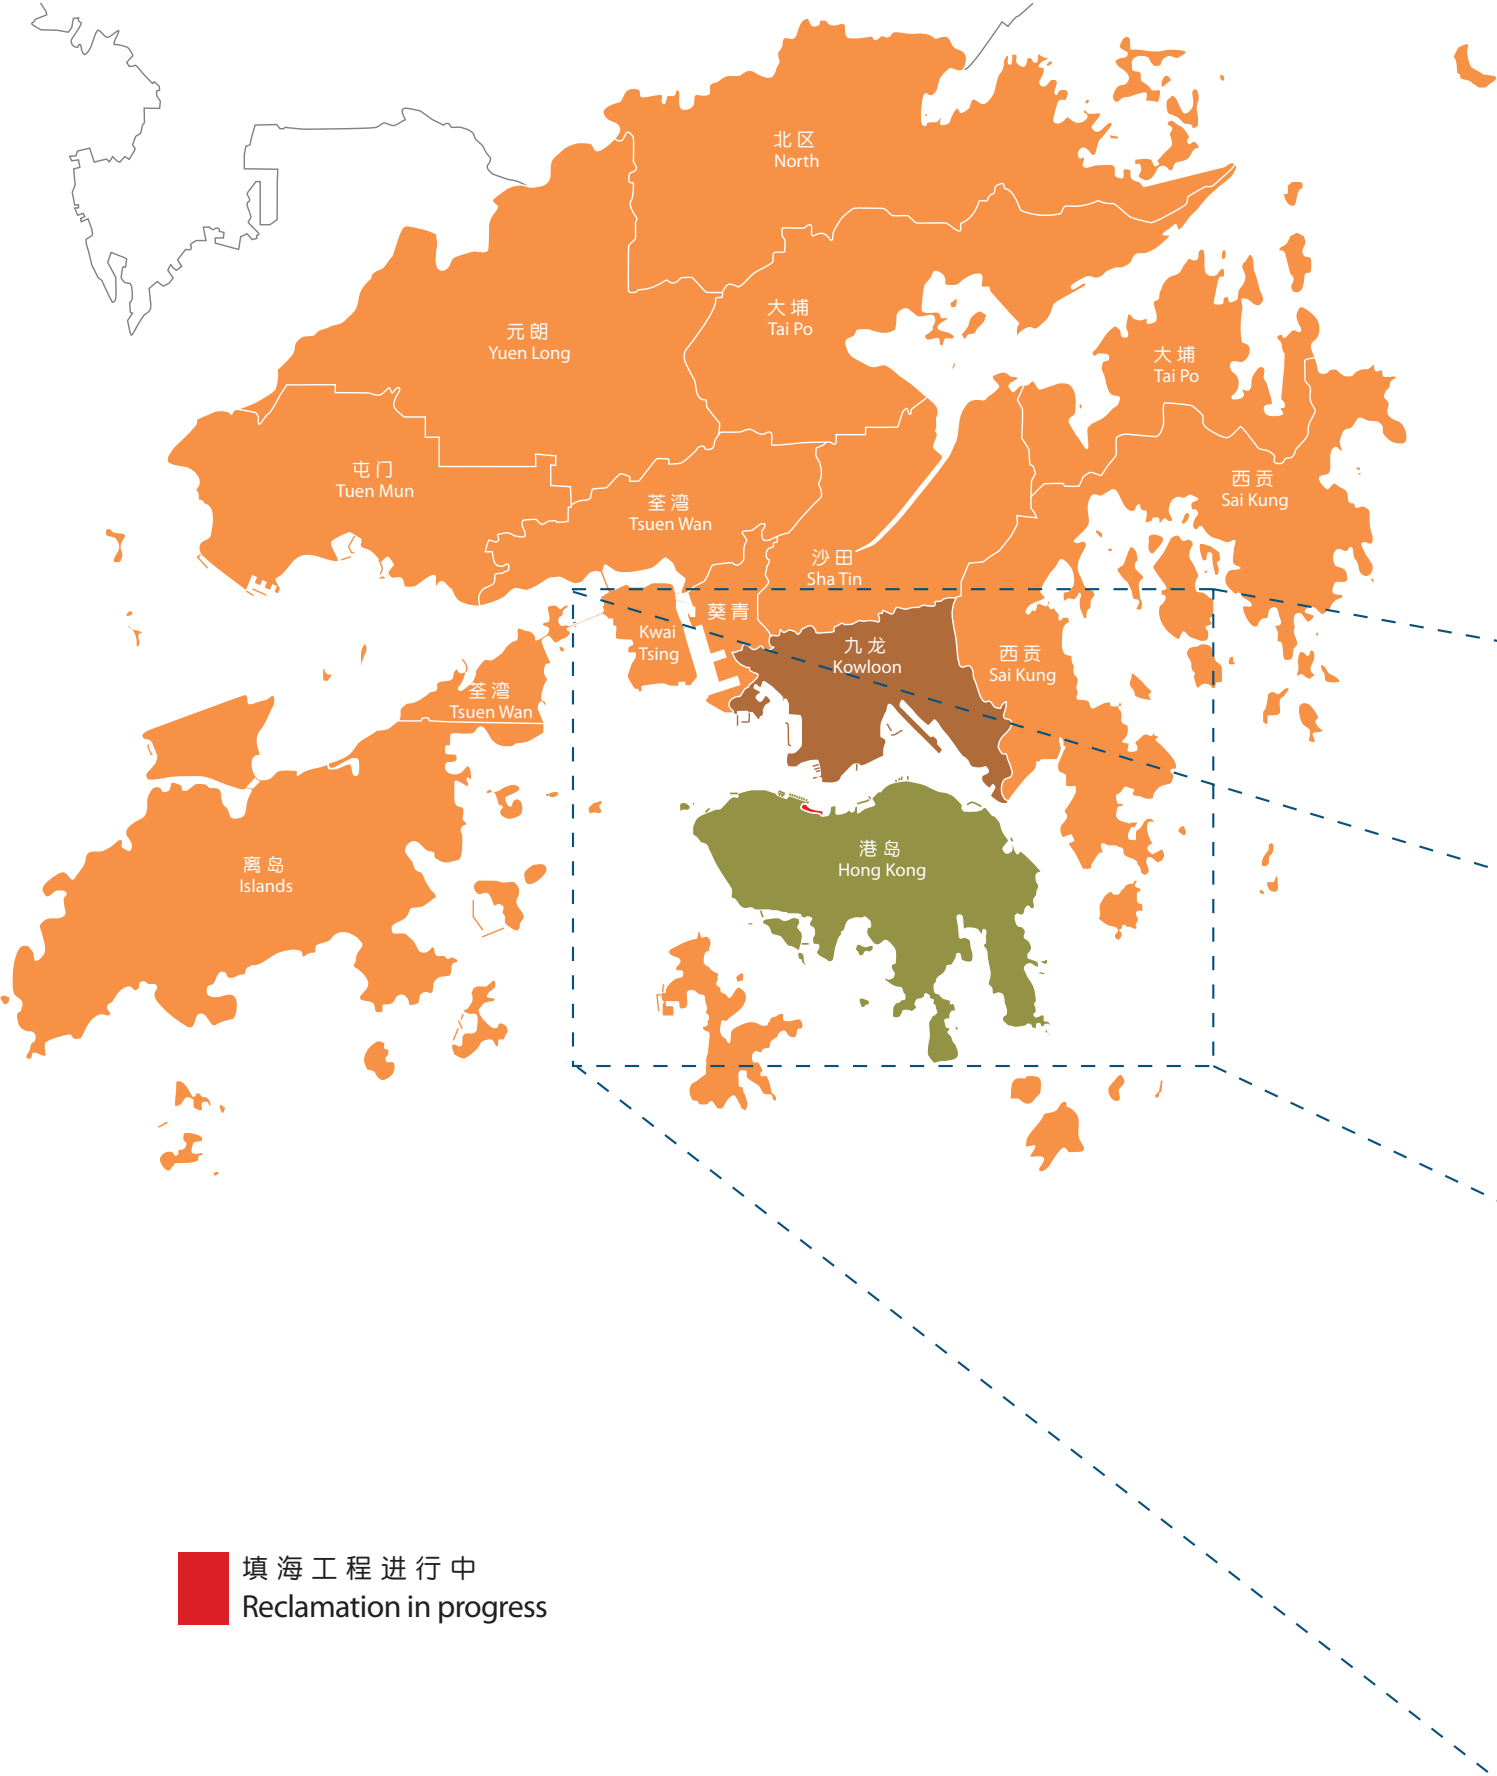 北区
North
大埔
Tai Po
元朗
Yuen Long
大埔
Tai Po
屯门
Tuen Mun
西贡
Sai Kung
荃湾
Tsuen Wan
沙田
Sha Tin
葵青
Kwai
Tsing
九龙
Kowloon
西贡
Sai Kung
荃湾
Tsuen Wan
港岛
Hong Kong
离岛
Islands
填海工程进行中
Reclamation in progress